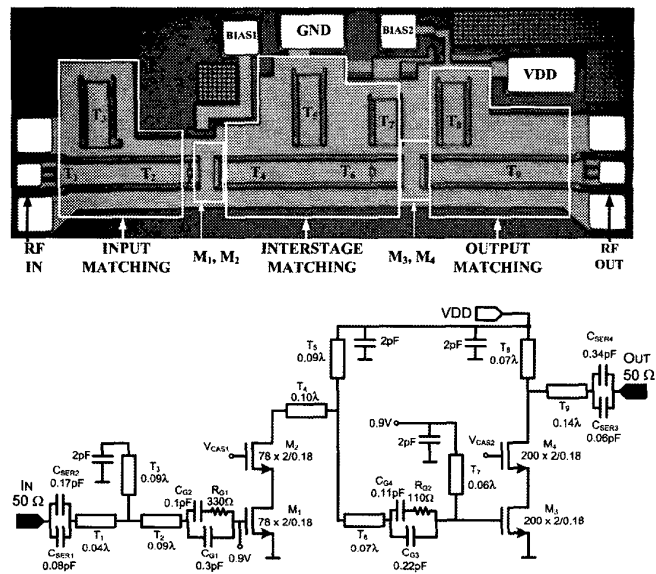 BIAS1
GND
BIAS2
VDD
T3
T5
T7
T8
T1
T2
T4
T6
T9
RF
IN
INPUT
MATCHING
M1, M2
INTERSTAGE
MATCHING
M3, M4
OUTPUT
MATCHING
RF
OUT
VDD
T5
0.09λ
2pF
2pF
T8
0.07λ
CSER4
0.34pF
OUT
50 Ω
T4
0.10λ
T9
0.14λ
CSER3
0.06pF
0.9V
2pF
VCAS1
M2
76 x 2/0.18
VCAS2
M4
200 x 2/0.18
T7
0.06λ
2pF
T3
0.09λ
CSER2
0.17pF
IN
50 Ω
CG2
0.1pF
RG1
330Ω
M1
76 x 2/0.18
CG4
0.11pF
RG2
110Ω
M3
200 x 2/0.18
T1
0.04λ
T2
0.09λ
CG1
0.3pF
0.9V
T6
0.07λ
CG3
0.22pF
CSER1
0.08pF